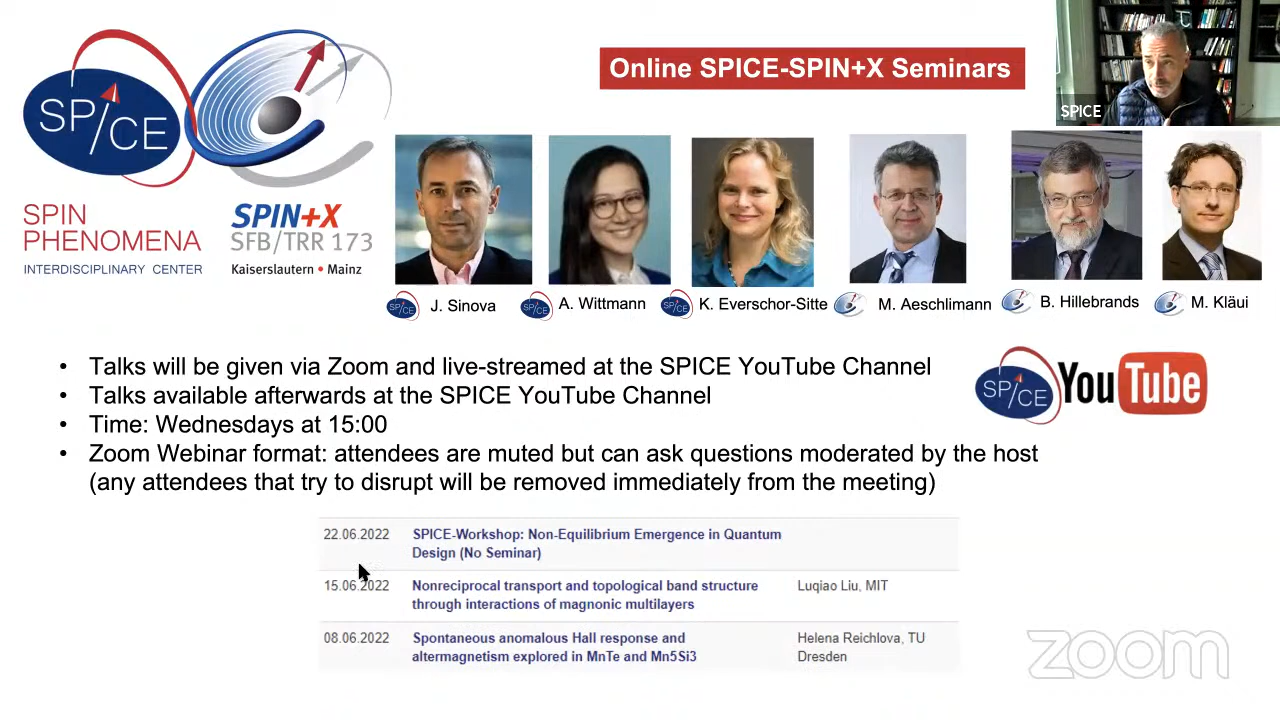 SPICE
SPIN
PHENOMENA
INTERDISCIPLINARY CENTER
SPIN+X
SFB/TRR 173
Kaiserslautern • Mainz
Online SPICE-SPIN+X Seminars
SPICE
SPICE J. Sinova
SPICE A. Wittmann
SPICE K. Everschor-Sitte
M. Aeschlimann
B. Hillebrands
M. Kläui
• Talks will be given via Zoom and live-streamed at the SPICE YouTube Channel
• Talks available afterwards at the SPICE YouTube Channel
• Time: Wednesdays at 15:00
• Zoom Webinar format: attendees are muted but can ask questions moderated by the host
(any attendees that try to disrupt will be removed immediately from the meeting)
SPICE YouTube
22.06.2022 SPICE-Workshop: Non-Equilibrium Emergence in Quantum
Design (No Seminar)
15.06.2022 Nonreciprocal transport and topological band structure Luqiao Liu, MIT
through interactions of magnonic multilayers
08.06.2022 Spontaneous anomalous Hall response and Helena Reichlova, TU
altermagnetism explored in MnTe and Mn5Si3 Dresden
zoom